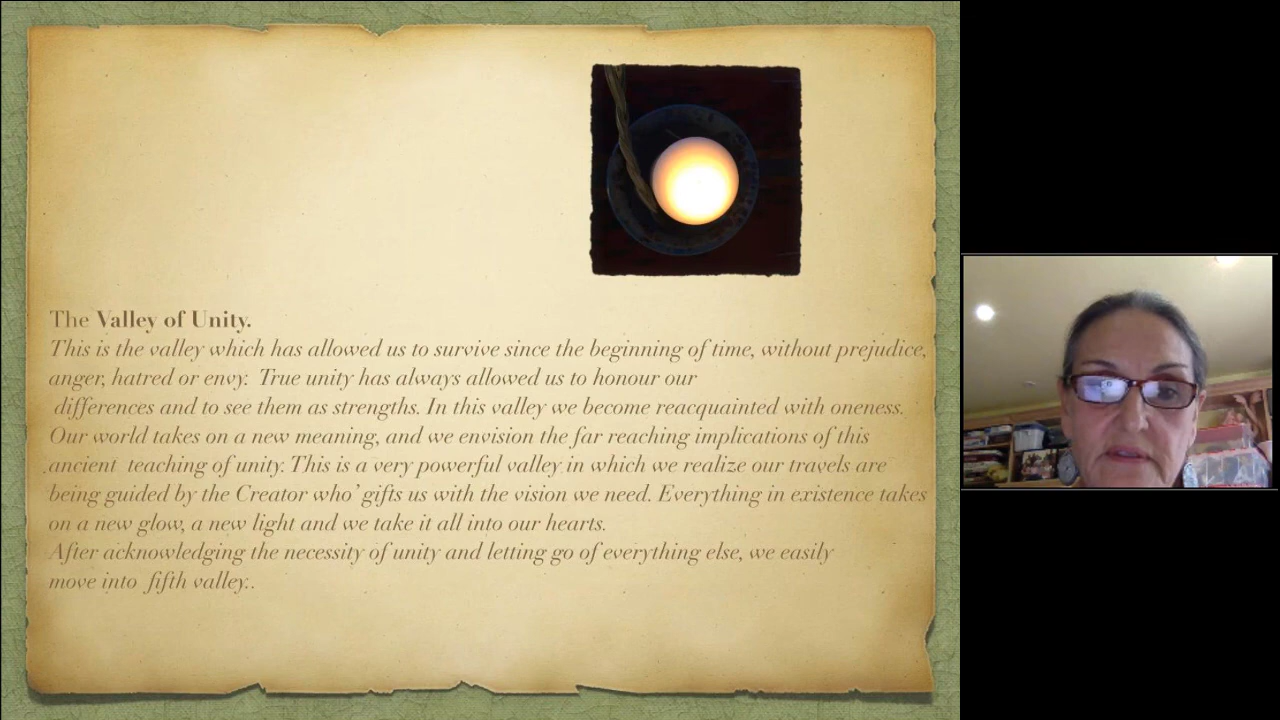 The Valley of Unity.
This is the valley which has allowed us to survive since the beginning of time, without prejudice,
anger, hatred or envy.  True unity has always allowed us to honour our
differences and to see them as strengths. In this valley we become reacquainted with oneness.
Our world takes on a new meaning, and we envision the far reaching implications of this
ancient  teaching of unity. This is a very powerful valley in which we realize our travels are
being guided by the Creator who’ gifts us with the vision we need. Everything in existence takes
on a new glow, a new light and we take it all into our hearts.
After acknowledging the necessity of unity and letting go of everything else, we easily
move into  fifth valley..